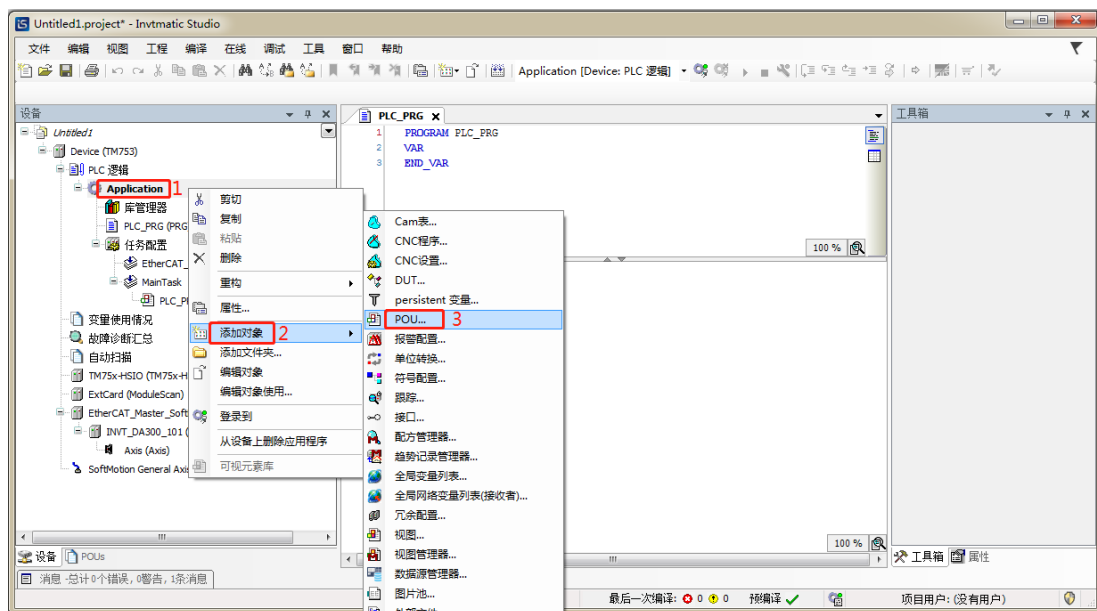 Untitled1.project* - Invtmatic Studio
文件 编辑 视图 工程 编译 在线 调试 工具 窗口 帮助
Application [Device: PLC 逻辑]
设备
Untitled1
Device (TM753)
PLC 逻辑
Application 1
库管理器
PLC_PRG (PRG
任务配置
EtherCAT_
MainTask
PLC_P
变量使用情况
故障诊断汇总
自动扫描
TM75x-HSIO (TM75x-H
ExtCard (ModuleScan)
EtherCAT_Master_Soft
INVT_DA300_101 (
Axis (Axis)
SoftMotion General Axi
设备 POUs
剪切
复制
粘贴
删除
重构
属性...
添加对象 2
添加文件夹...
编辑对象
编辑对象使用...
登录到
从设备上删除应用程序
可视元素库
Cam表...
CNC程序...
CNC设置...
DUT...
persistent 变量...
POU... 3
报警配置...
单位转换...
符号配置...
跟踪...
接口...
配方管理器...
趋势记录管理器...
全局变量列表...
全局网络变量列表(接收者)...
冗余配置...
视图...
视图管理器...
数据源管理器...
图片池...
PLC_PRG
1 PROGRAM PLC_PRG
2 VAR
3 END_VAR
100 %
100 %
工具箱
工具箱 属性
消息 -总计0个错误, 0警告, 1条消息
最后一次编译: 0 0 预编译 项目用户: (没有用户)